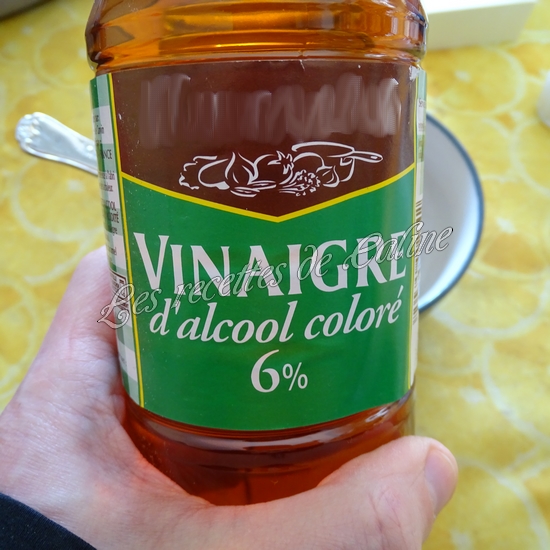 VINAIGRE
d'alcool coloré
6%
Les recettes de Caline